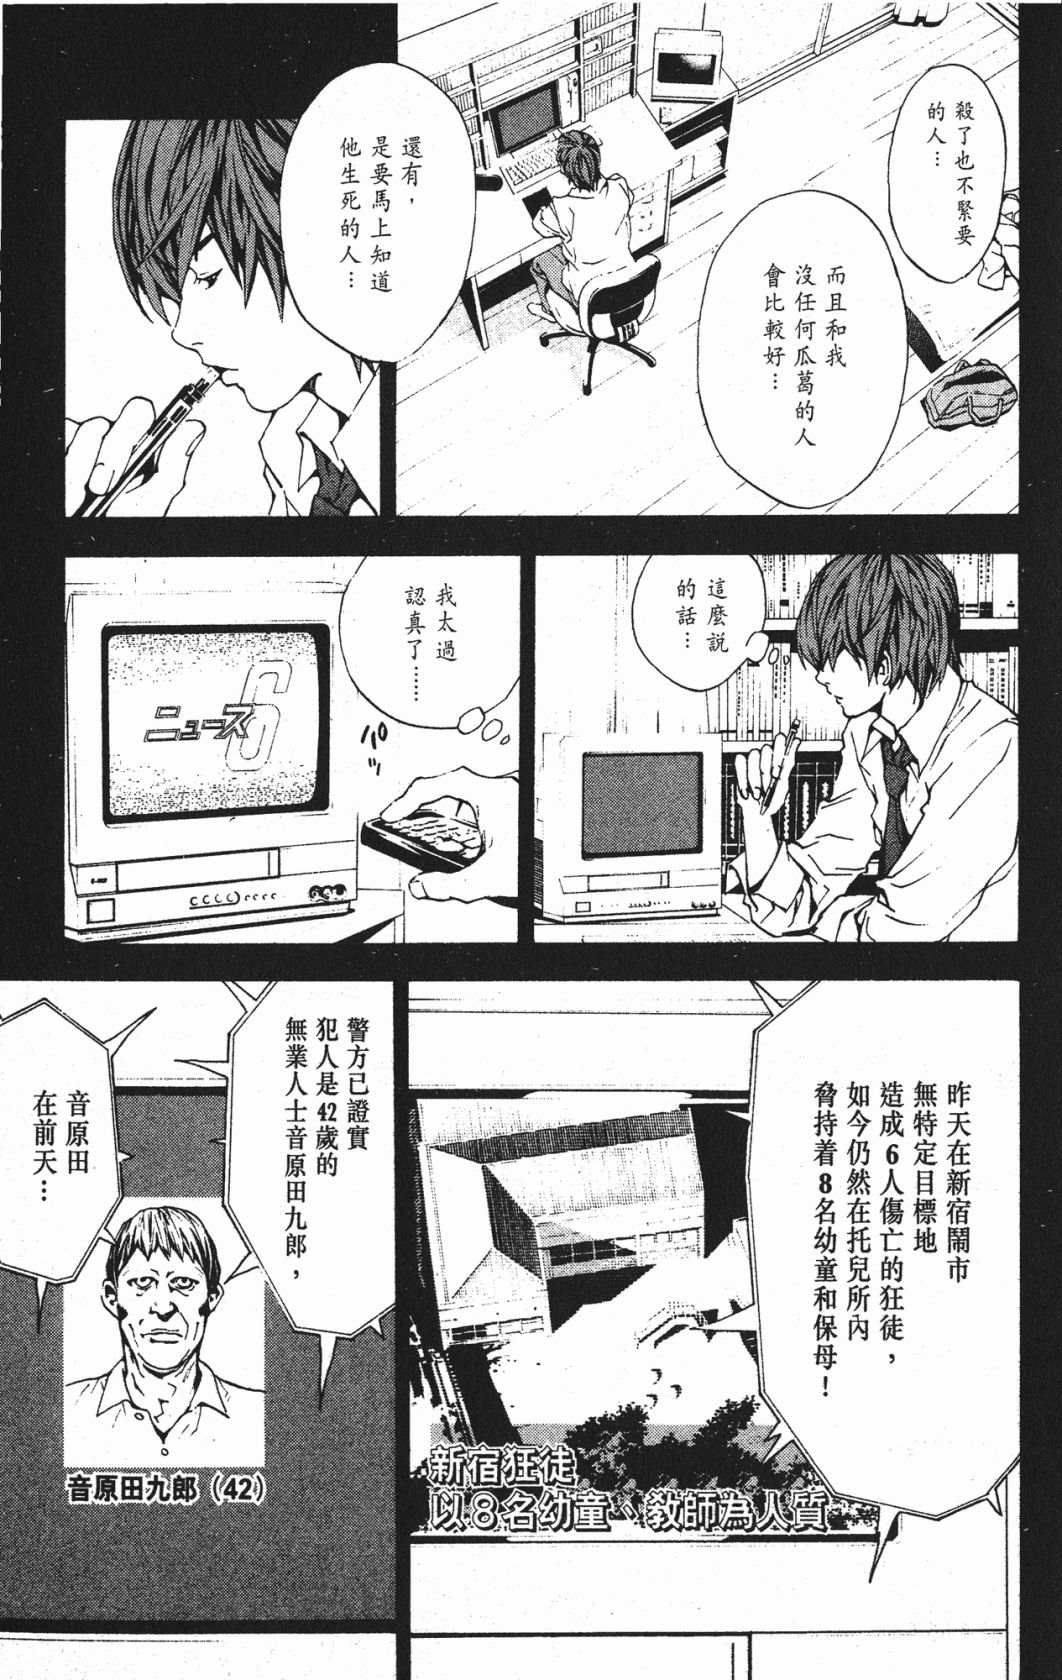 殺了也不緊要
的人…
而且和我
沒任何瓜葛的人
會比較好…
還有，
是要馬上知道
他生死的人…
這麼說
的話…
我太過
認真了……
パ
ニュース6
昨天在新宿鬧市
無特定目標地
造成6人傷亡的狂徒，
如今仍然在托兒所內
脅持着8名幼童和保母！
新宿狂徒
以8名幼童、教師為人質
警方已證實
犯人是42歲的
無業人士音原田九郎，
音原田
在前天…
音原田九郎（42）